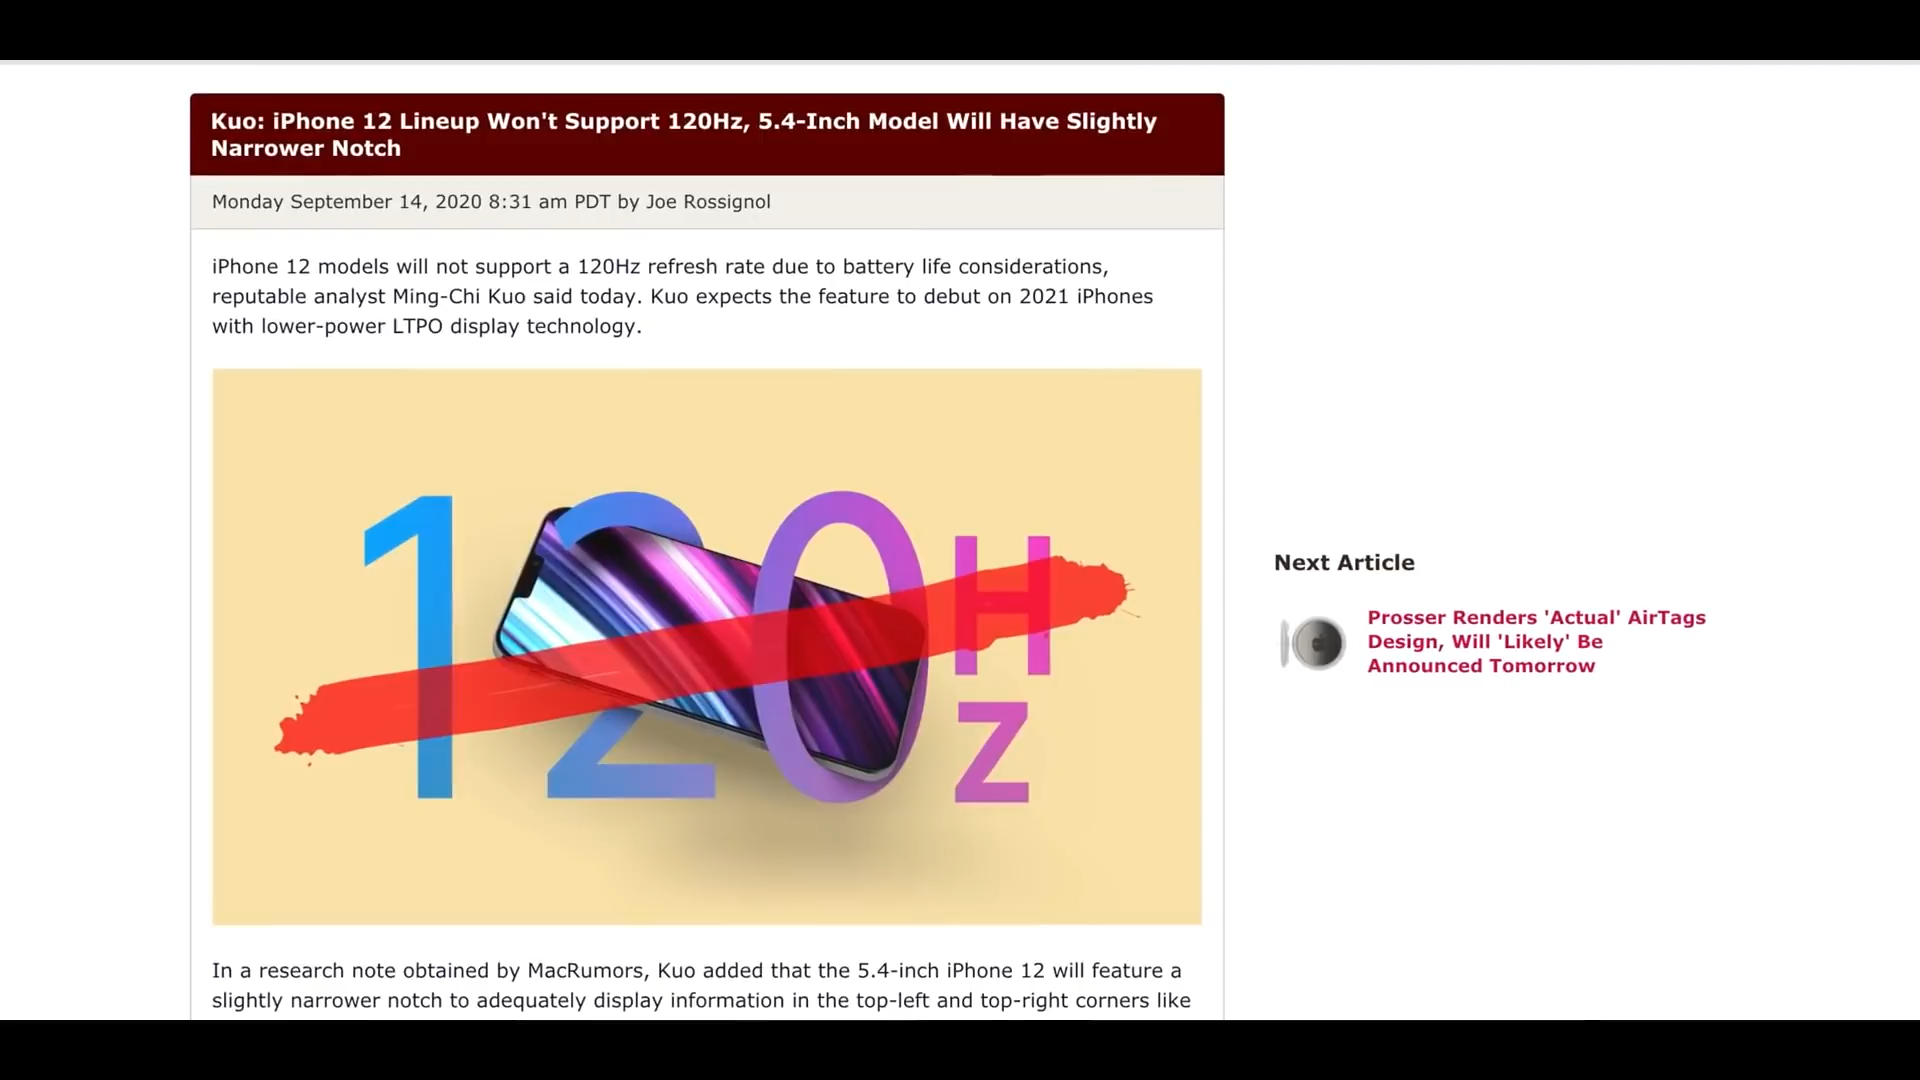 Kuo: iPhone 12 Lineup Won't Support 120Hz, 5.4-Inch Model Will Have Slightly
Narrower Notch
Monday September 14, 2020 8:31 am PDT by Joe Rossignol
iPhone 12 models will not support a 120Hz refresh rate due to battery life considerations,
reputable analyst Ming-Chi Kuo said today. Kuo expects the feature to debut on 2021 iPhones
with lower-power LTPO display technology.
120Hz
Next Article
Prosser Renders 'Actual' AirTags
Design, Will 'Likely' Be
Announced Tomorrow
In a research note obtained by MacRumors, Kuo added that the 5.4-inch iPhone 12 will feature a
slightly narrower notch to adequately display information in the top-left and top-right corners like